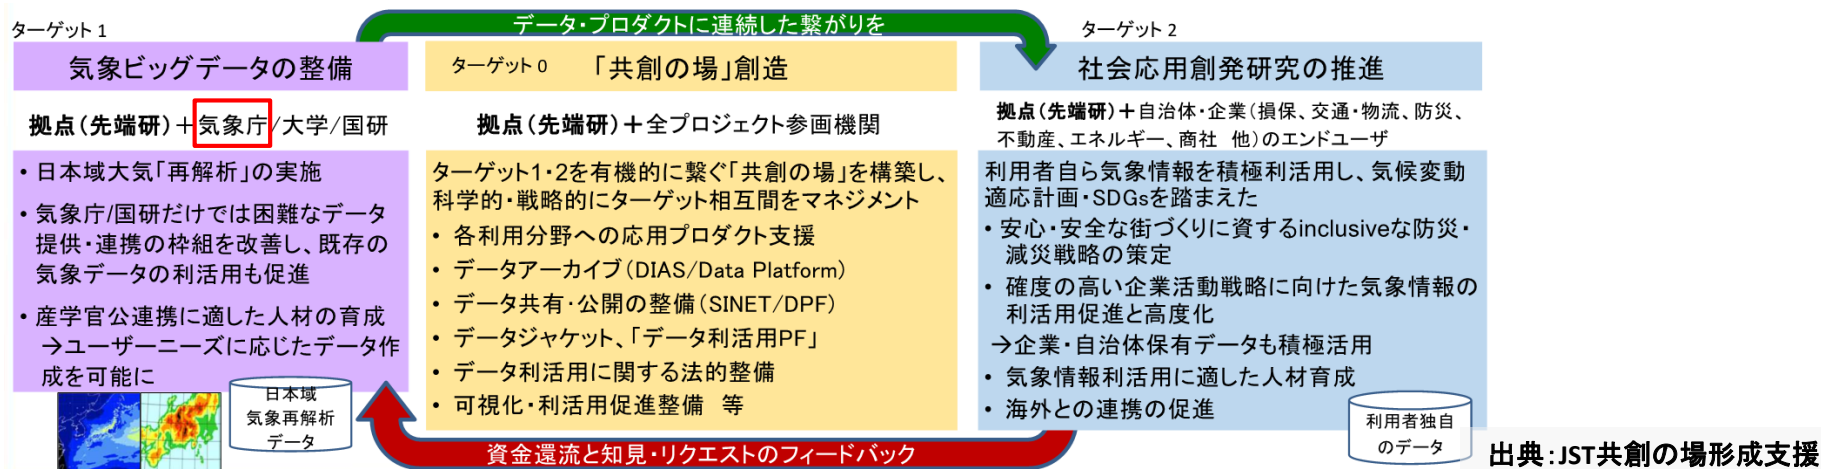 データ・プロダクトに連続した繋がりを
ターゲット 1
気象ビッグデータの整備
拠点(先端研)+気象庁/大学/国研
• 日本域大気「再解析」の実施
• 気象庁/国研だけでは困難なデータ
提供・連携の枠組を改善し、既存の
気象データの利活用も促進
• 産学官公連携に適した人材の育成
→ユーザーニーズに応じたデータ作
成を可能に
日本域
気象再解析
データ
ターゲット 0 「共創の場」創造
拠点(先端研)+全プロジェクト参画機関
ターゲット1・2を有機的に繋ぐ「共創の場」を構築し、
科学的・戦略的にターゲット相互間をマネジメント
• 各利用分野への応用プロダクト支援
• データアーカイブ(DIAS/Data Platform)
• データ共有・公開の整備(SINET/DPF)
• データジャケット、「データ利活用PF」
• データ利活用に関する法的整備
• 可視化・利活用促進整備 等
ターゲット 2
社会応用創発研究の推進
拠点(先端研)+自治体・企業(損保、交通・物流、防災、
不動産、エネルギー、商社 他)のエンドユーザ
利用者自ら気象情報を積極利活用し、気候変動
適応計画・SDGsを踏まえた
• 安心・安全な街づくりに資するinclusiveな防災・
減災戦略の策定
• 確度の高い企業活動戦略に向けた気象情報の
利活用促進と高度化
→企業・自治体保有データも積極活用
• 気象情報利活用に適した人材育成
• 海外との連携の促進
利用者独自
のデータ
資金還流と知見・リクエストのフィードバック
出典:JST共創の場形成支援